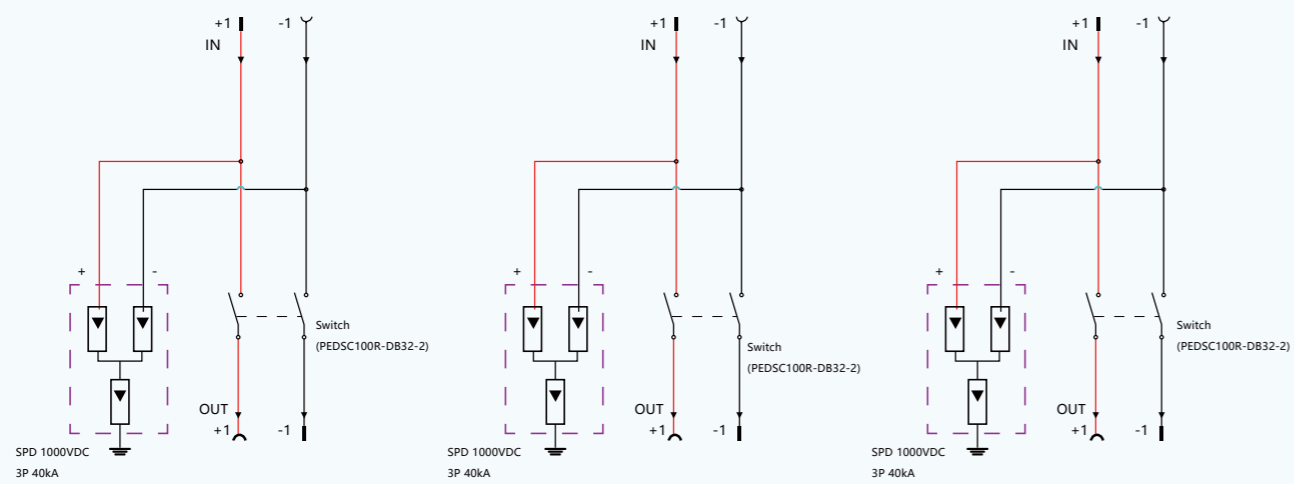 +1 -1
IN
+ -
Switch
(PEDSC100R-DB32-2)
OUT
+1 -1
SPD 1000VDC
3P 40kA
+1 -1
IN
+ -
Switch
(PEDSC100R-DB32-2)
OUT
+1 -1
SPD 1000VDC
3P 40kA
+1 -1
IN
+ -
Switch
(PEDSC100R-DB32-2)
OUT
+1 -1
SPD 1000VDC
3P 40kA